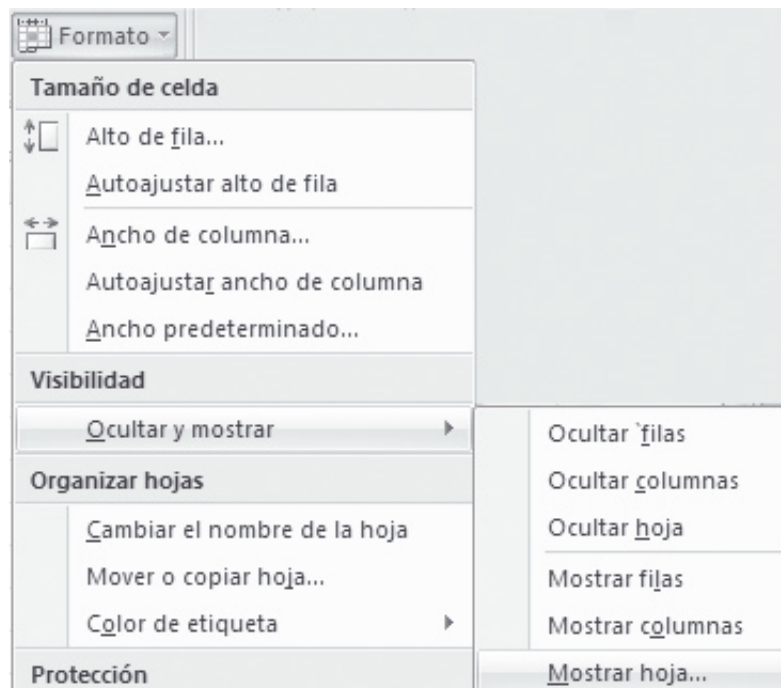 Formato
Tamaño de celda
Alto de fila...
Autoajustar alto de fila
Ancho de columna...
Autoajustar ancho de columna
Ancho predeterminado...
Visibilidad
Ocultar y mostrar
Ocultar `filas
Ocultar columnas
Ocultar hoja
Mostrar filas
Mostrar columnas
Mostrar hoja...
Organizar hojas
Cambiar el nombre de la hoja
Mover o copiar hoja...
Color de etiqueta
Protección